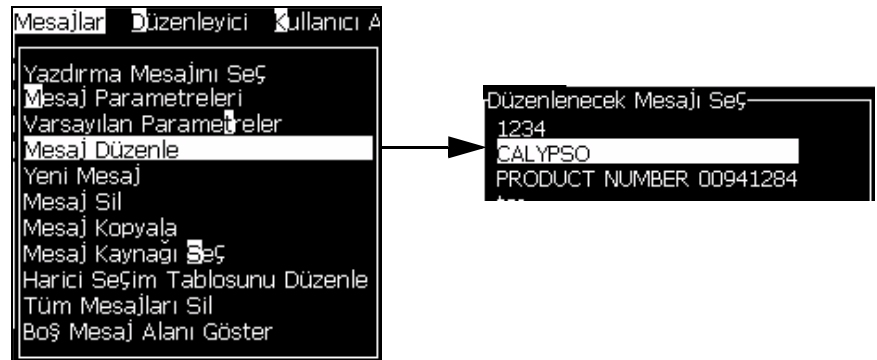 Mesajlar Düzenleyici Kullanıcı A
Yazdırma Mesajını Seç
Mesaj Parametreleri
Varsayılan Parametreler
Mesaj Düzenle
Yeni Mesaj
Mesaj Sil
Mesaj Kopyala
Mesaj Kaynağı Seç
Harici Seçim Tablosunu Düzenle
Tüm Mesajları Sil
Boş Mesaj Alanı Göster
Düzenlenecek Mesajı Seç
1234
CALYPSO
PRODUCT NUMBER 00941284